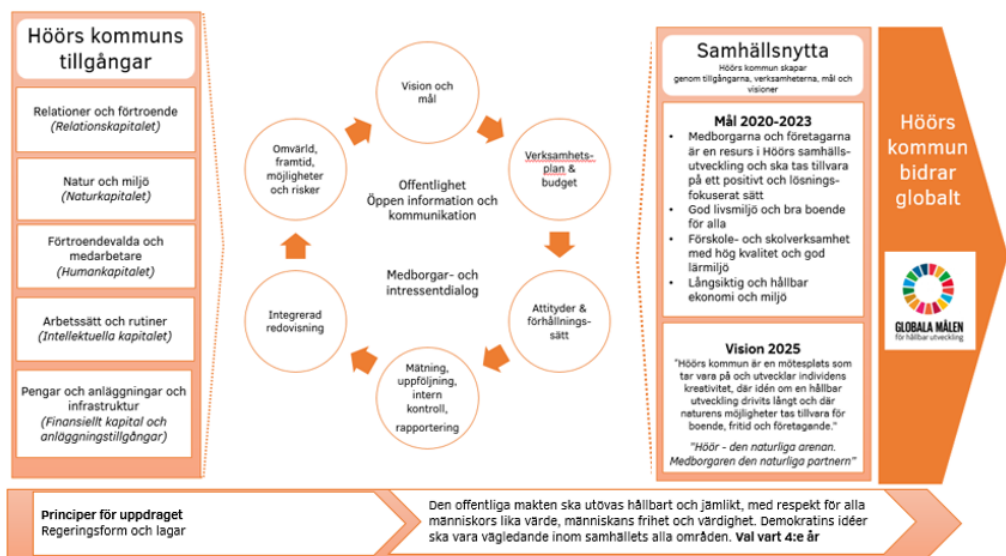 Höörs kommuns
tillgångar
Relationer och förtroende
(Relationskapitalet)
Natur och miljö
(Naturkapitalet)
Förtroendevalda och
medarbetare
(Humankapitalet)
Arbetssätt och rutiner
(Intellektuella kapitalet)
Pengar och anläggningar och
infrastruktur
(Finansiellt kapital och
anläggningstillgångar)
Vision och
mål
Verksamhets-
plan &
budget
Attityder &
förhållnings-
sätt
Mätning,
uppföljning,
intern
kontroll,
rapportering
Integrerad
redovisning
Omvärld,
framtid,
möjligheter
och risker
Offentlighet
Öppen information och
kommunikation
Medborgar- och
intressentdialog
Samhällsnytta
Höörs kommun skapar
genom tillgångarna, verksamheterna, mål och
visioner
Mål 2020-2023
• Medborgarna och företagarna
är en resurs i Höörs samhälls-
utveckling och ska tas tillvara
på ett positivt och lösnings-
fokuserat sätt
• God livsmiljö och bra boende
för alla
• Förskole- och skolverksamhet
med hög kvalitet och god
lärmiljö
• Långsiktig och hållbar
ekonomi och miljö
Vision 2025
"Höörs kommun är en mötesplats som
tar vara på och utvecklar individens
kreativitet, där idén om en hållbar
utveckling drivits långt och där
naturens möjligheter tas tillvara för
boende, fritid och företagande."
"Höör - den naturliga arenan.
Medborgaren den naturliga partnern"
Höörs
kommun
bidrar
globalt
GLOBALA MÅLEN
för hållbar utveckling
Principer för uppdraget
Regeringsform och lagar
Den offentliga makten ska utövas hållbart och jämlikt, med respekt för alla
människors lika värde, människans frihet och värdighet. Demokratins idéer
ska vara vägledande inom samhällets alla områden. Val vart 4:e år